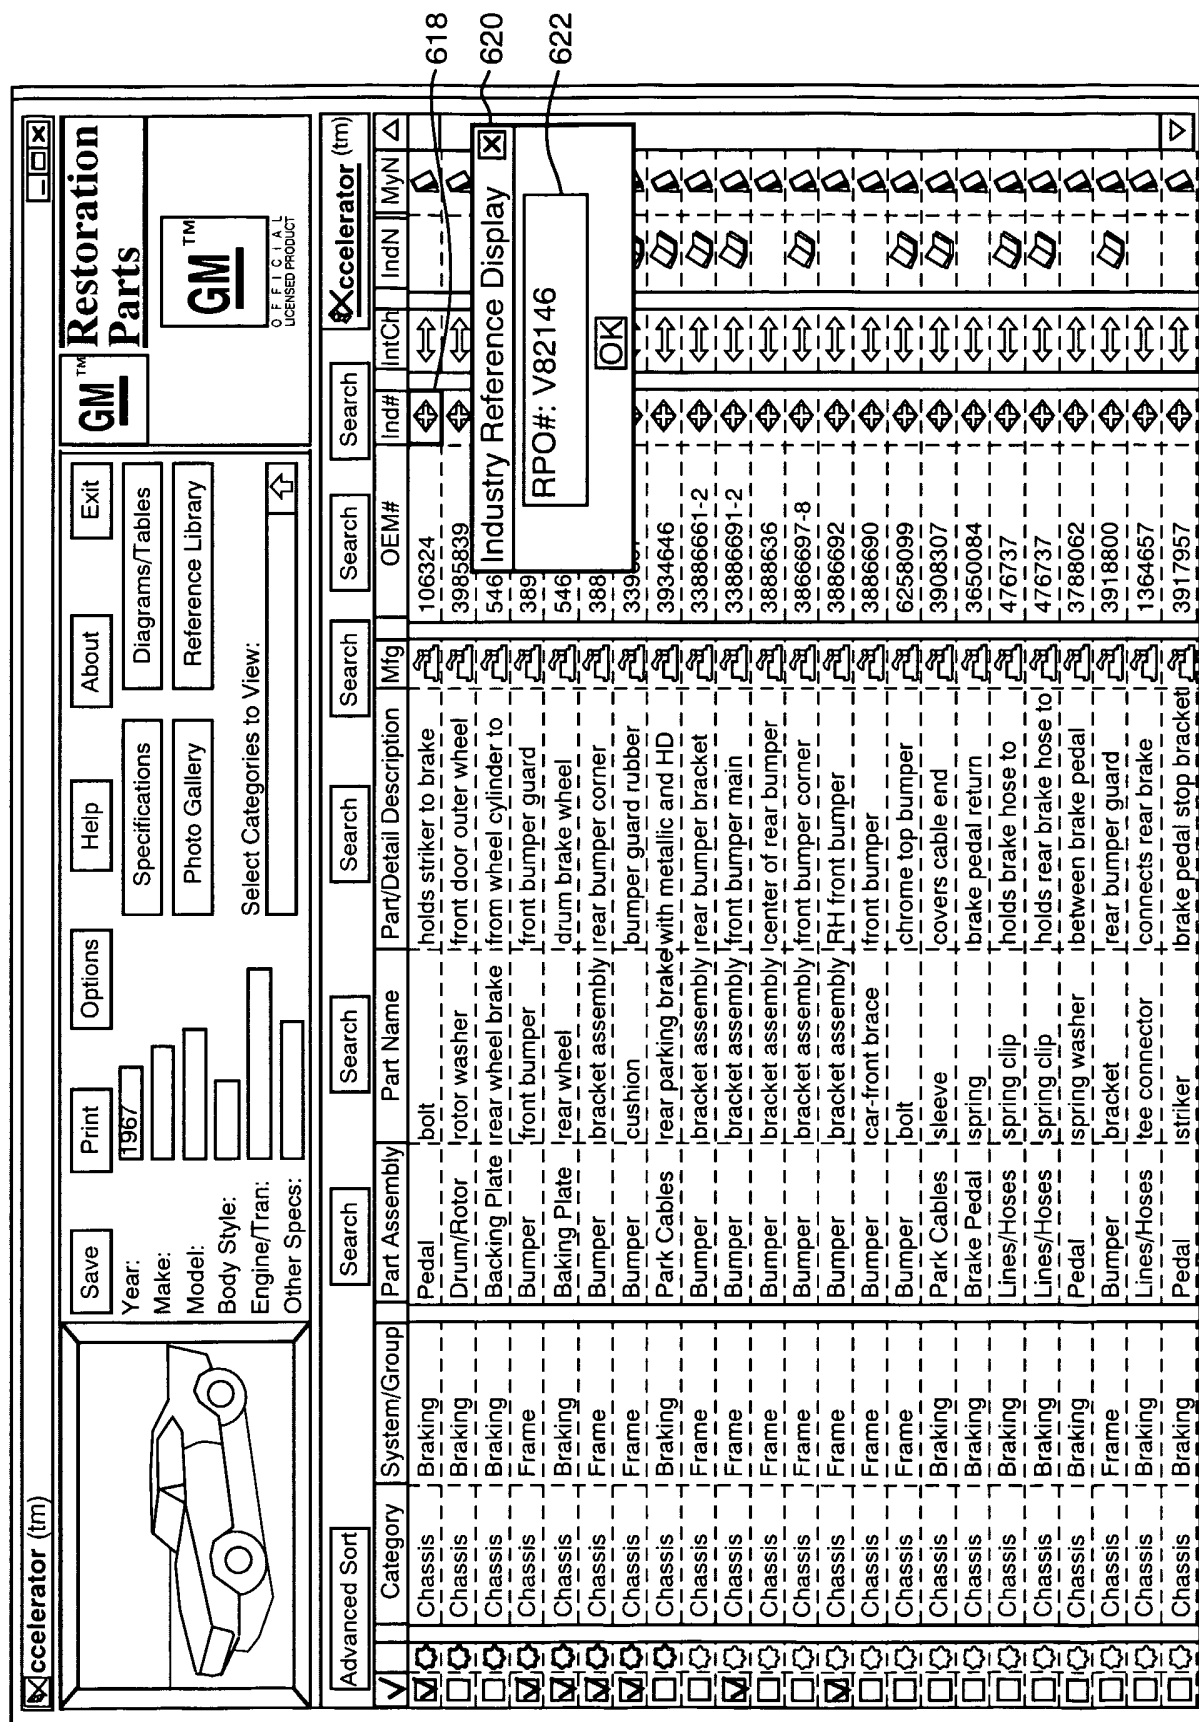 Xccelerator (tm)
Save Print Options Help About Exit
GM™ Restoration Parts
Year: 1967
Make:
Model:
Body Style:
Engine/Tran:
Other Specs:
Specifications Diagrams/Tables
Photo Gallery Reference Library
Select Categories to View:
GM™
OFFICIAL
LICENSED PRODUCT
Advanced Sort Search Search Search Search Search Search Xccelerator (tm)
Category System/Group Part Assembly Part Name Part/Detail Description Mfg OEM# Ind# IntCh IndN MyN
Chassis Braking Pedal bolt holds striker to brake 106324
Chassis Braking Drum/Rotor rotor washer front door outer wheel 3985839
Chassis Braking Backing Plate rear wheel brake from wheel cylinder to 546
Chassis Frame Bumper front bumper front bumper guard 389
Chassis Braking Baking Plate rear wheel drum brake wheel 546
Chassis Frame Bumper bracket assembly rear bumper corner 388
Chassis Frame Bumper cushion bumper guard rubber
Chassis Braking Park Cables rear parking brake with metallic and HD 3934646
Chassis Frame Bumper bracket assembly rear bumper bracket 33886661-2
Chassis Frame Bumper bracket assembly front bumper main 33886691-2
Chassis Frame Bumper bracket assembly center of rear bumper 38886636
Chassis Frame Bumper bracket assembly front bumper corner 38666697-8
Chassis Frame Bumper bracket assembly RH front bumper 3886692
Chassis Frame Bumper car-front brace front bumper 3886690
Chassis Frame Bumper bolt chrome top bumper 6258099
Chassis Braking Park Cables sleeve covers cable end 3908307
Chassis Braking Brake Pedal spring brake pedal return 3650084
Chassis Braking Lines/Hoses spring clip holds brake hose to 476737
Chassis Braking Lines/Hoses spring clip holds rear brake hose to 476737
Chassis Braking Pedal spring washer between brake pedal 3788062
Chassis Frame Bumper bracket rear bumper guard 3918800
Chassis Braking Lines/Hoses tee connector connects rear brake 1364657
Chassis Braking Pedal striker brake pedal stop bracket 3917957
Industry Reference Display
RPO#: V82146
OK
618
620
622